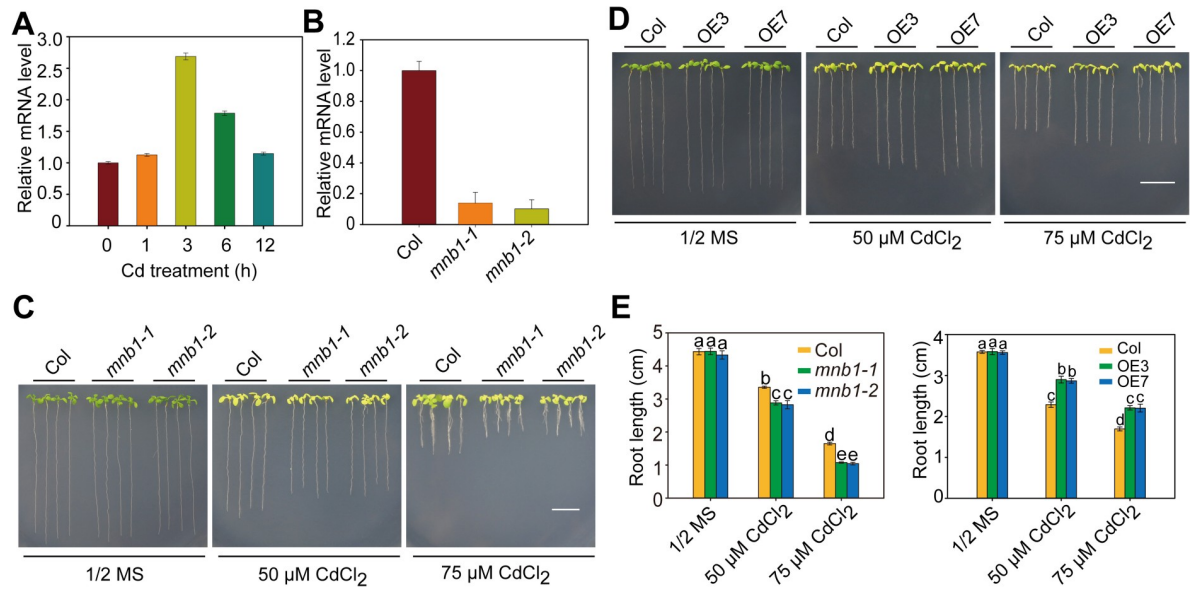 A
Relative mRNA level
3.0
2.5
2.0
1.5
1.0
0.5
0
0 1 3 6 12
Cd treatment (h)
B
Relative mRNA level
1.2
1.0
0.8
0.6
0.4
0.2
0
Col mnb1-1 mnb1-2
C
Col mnb1-1 mnb1-2 Col mnb1-1 mnb1-2 Col mnb1-1 mnb1-2
1/2 MS 50 µM CdCl2 75 µM CdCl2
D
Col OE3 OE7 Col OE3 OE7 Col OE3 OE7
1/2 MS 50 µM CdCl2 75 µM CdCl2
E
Root length (cm)
5
4
3
2
1
0
a a a
b c c
d e e
Col
mnb1-1
mnb1-2
1/2 MS 50 µM CdCl2 75 µM CdCl2
Root length (cm)
4
3
2
1
0
a a a
c b b
d c c
Col
OE3
OE7
1/2 MS 50 µM CdCl2 75 µM CdCl2